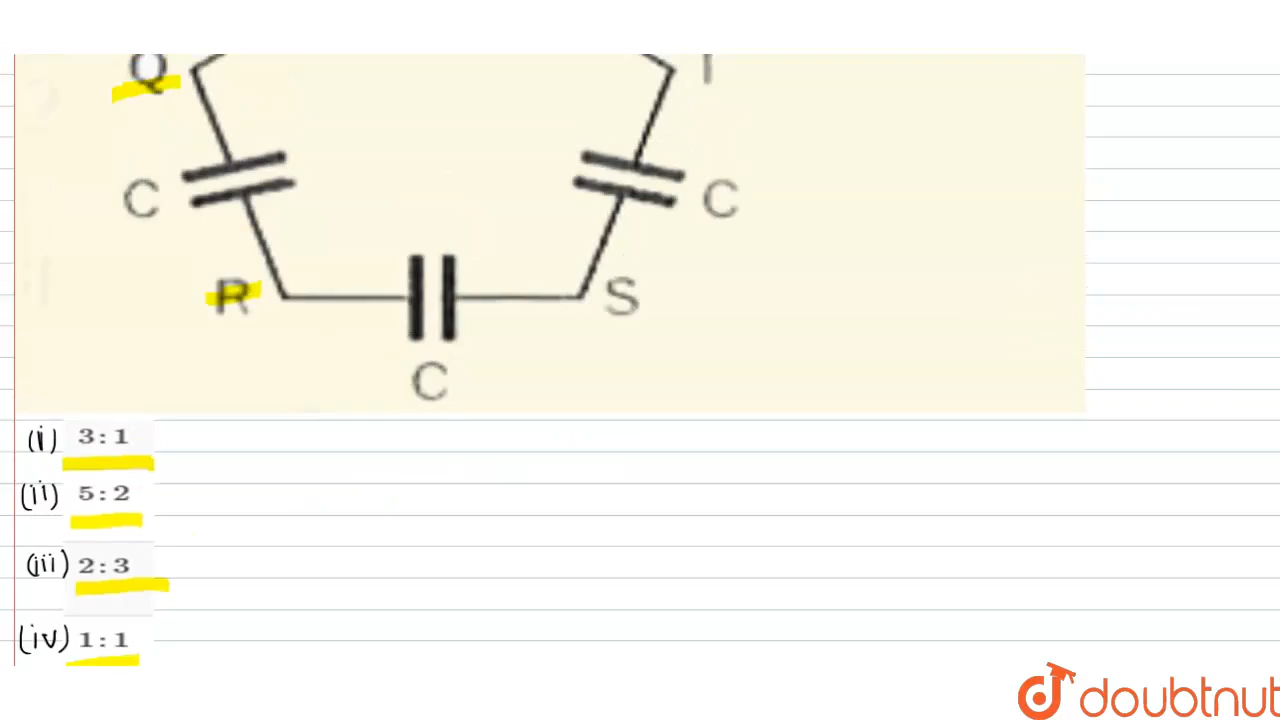 Q
C
C
R
S
C
(i) 3:1
(ii) 5:2
(iii) 2:3
(iv) 1:1
doubtnut